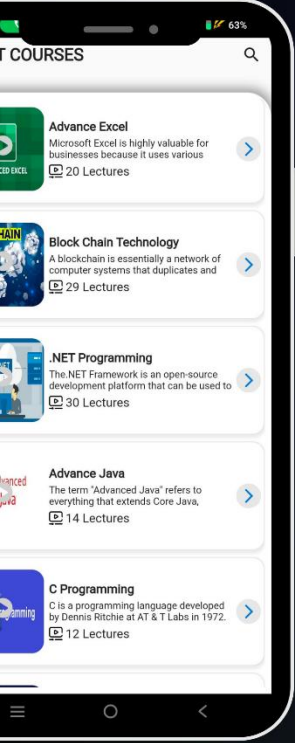 63%
T COURSES
Advance Excel
Microsoft Excel is highly valuable for
businesses because it uses various
CED EXCEL
20 Lectures
HAIN
Block Chain Technology
A blockchain is essentially a network of
computer systems that duplicates and
29 Lectures
.NET Programming
The.NET Framework is an open-source
development platform that can be used to
30 Lectures
Advance Java
The term "Advanced Java" refers to
everything that extends Core Java,
14 Lectures
C Programming
C is a programming language developed
by Dennis Ritchie at AT & T Labs in 1972.
12 Lectures